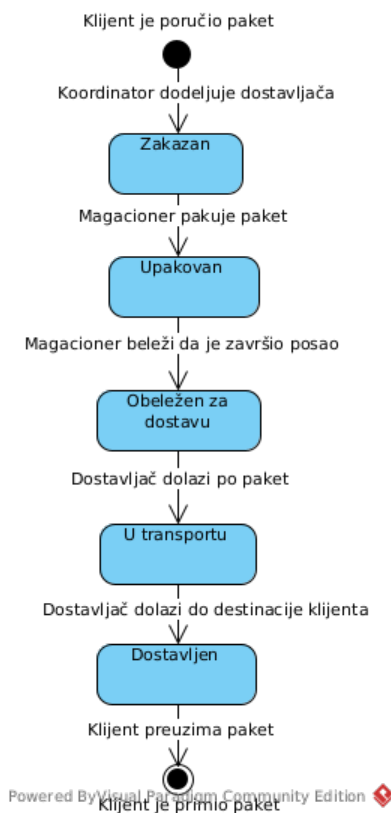 Klijent je poručio paket
Koordinator dodeljuje dostavljača
Zakazan
Magacioner pakuje paket
Upakovan
Magacioner beleži da je završio posao
Obeležen za
dostavu
Dostavljač dolazi po paket
U transportu
Dostavljač dolazi do destinacije klijenta
Dostavljen
Klijent preuzima paket
Powered ByVisual Paradigm Community Edition
Klijent je primio paket